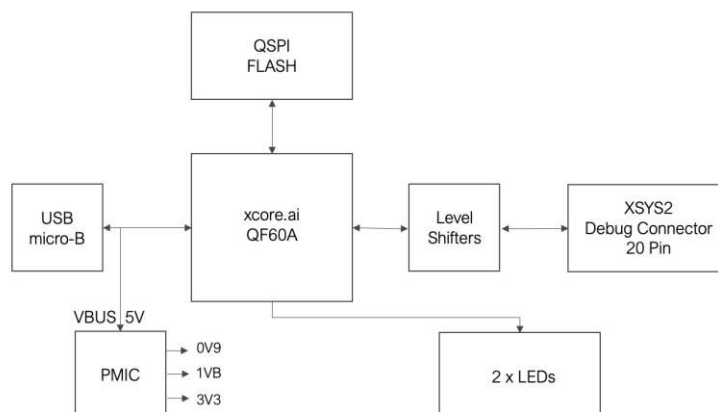 QSPI
FLASH
USB
micro-B
xcore.ai
QF60A
Level
Shifters
XSYS2
Debug Connector
20 Pin
VBUS 5V
PMIC
0V9
1VB
3V3
2 x LEDs